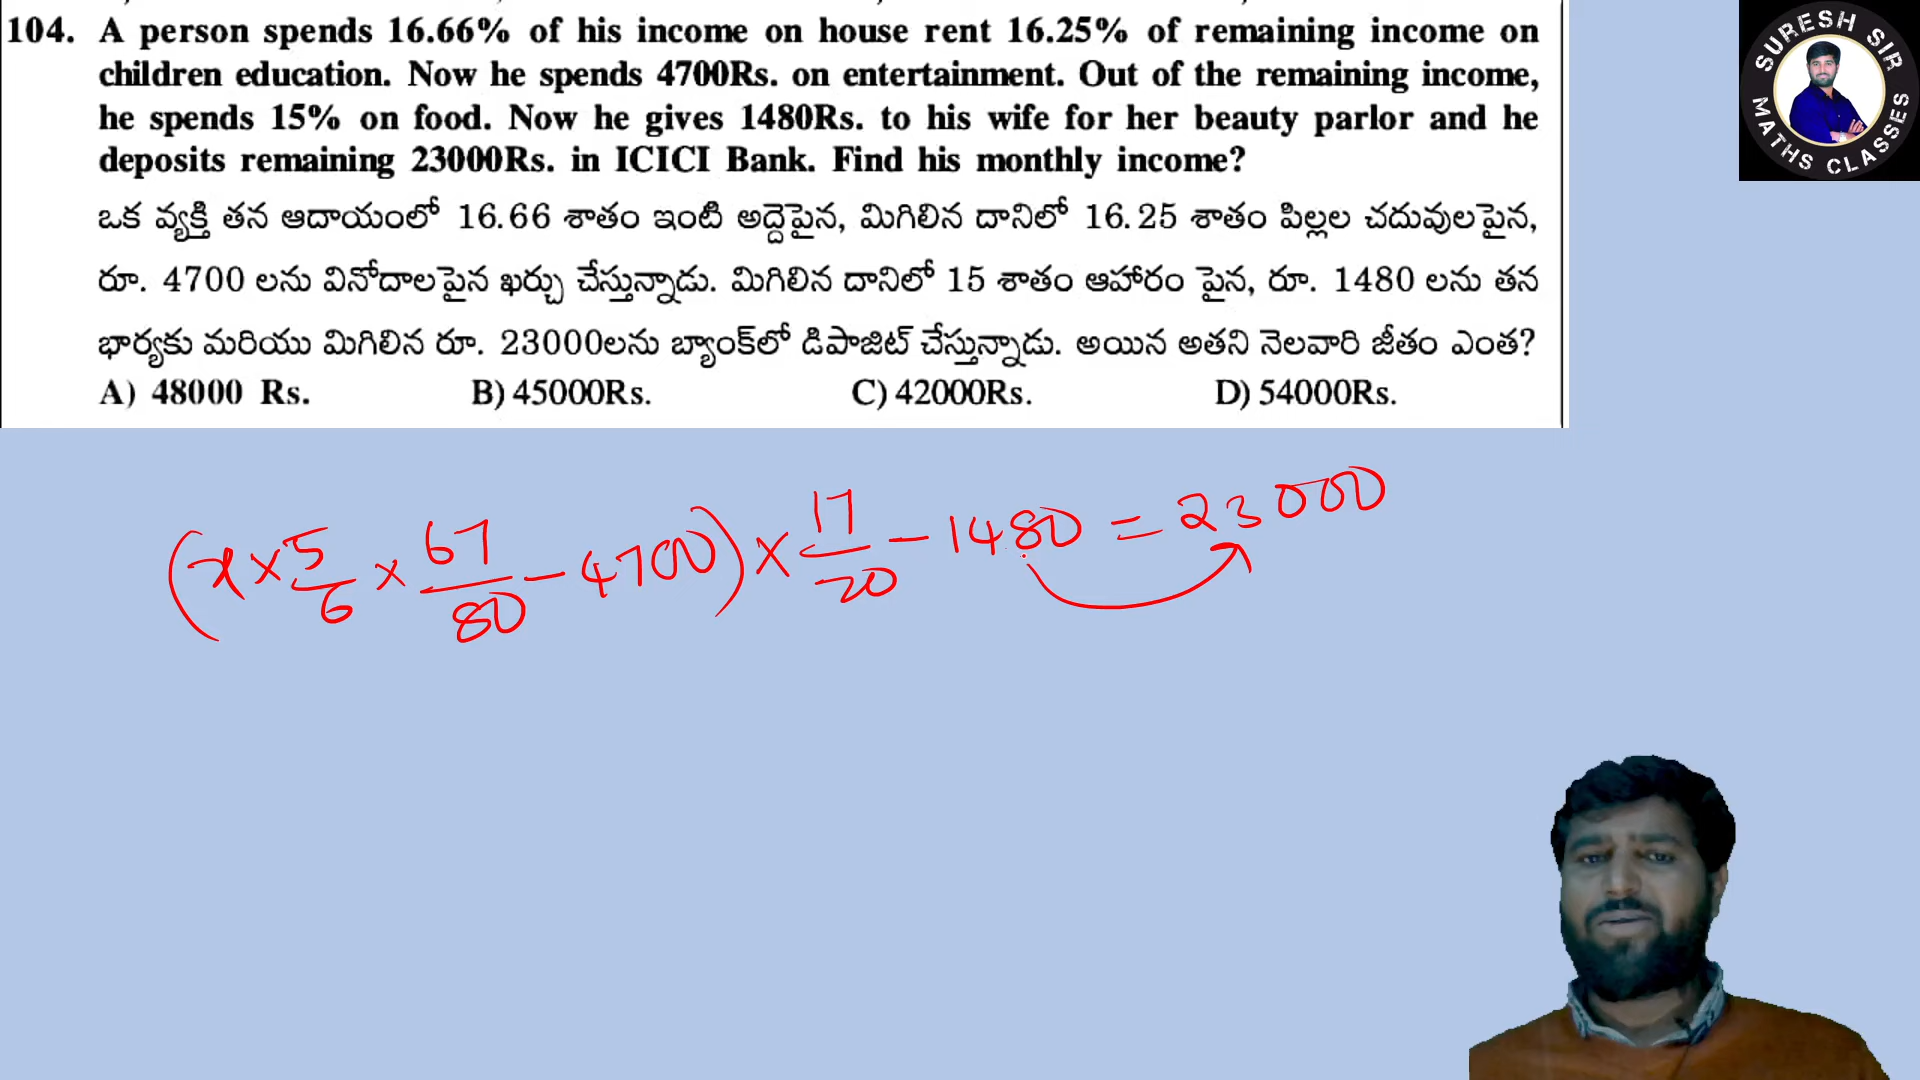 104. A person spends 16.66% of his income on house rent 16.25% of remaining income on
children education. Now he spends 4700Rs. on entertainment. Out of the remaining income,
he spends 15% on food. Now he gives 1480Rs. to his wife for her beauty parlor and he
deposits remaining 23000Rs. in ICICI Bank. Find his monthly income?
ఒక వ్యక్తి తన ఆదాయంలో 16.66 శాతం ఇంటి అద్దెపైన, మిగిలిన దానిలో 16.25 శాతం పిల్లల చదువులపైన,
రూ. 4700 లను వినోదాలపైన ఖర్చు చేస్తున్నాడు. మిగిలిన దానిలో 15 శాతం ఆహారం పైన, రూ. 1480 లను తన
భార్యకు మరియు మిగిలిన రూ. 23000లను బ్యాంక్‌లో డిపాజిట్ చేస్తున్నాడు. అయిన అతని నెలవారి జీతం ఎంత?
A) 48000 Rs. B) 45000Rs. C) 42000Rs. D) 54000Rs.
(x × 5/6 × 67/80 - 4700) × 17/20 - 1480 = 23000
SURESH SIR
MATHS CLASSES